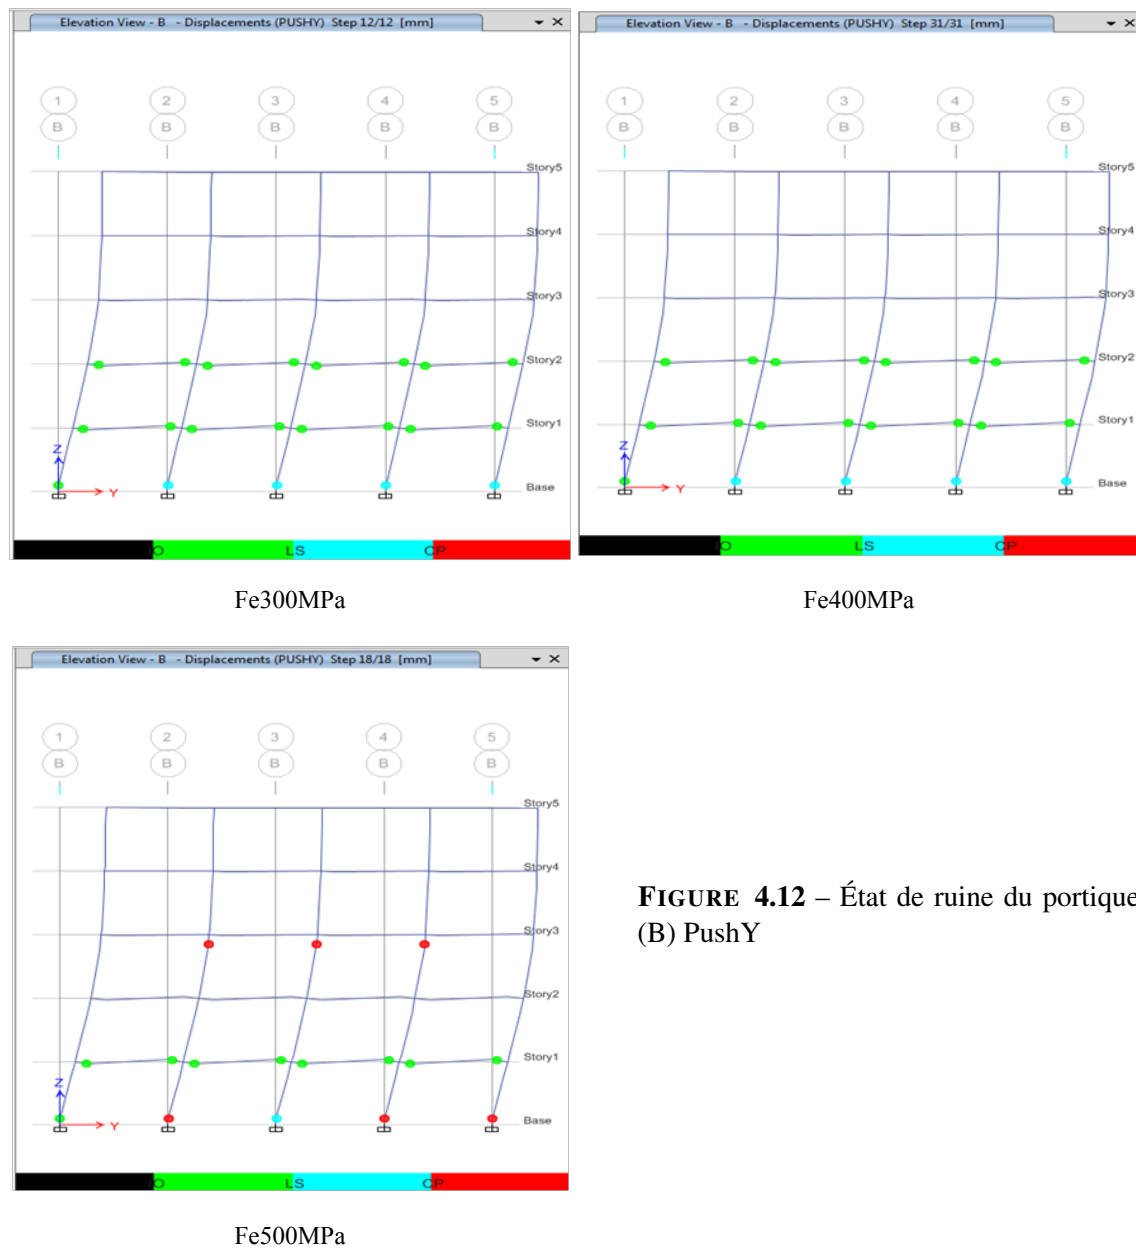 Elevation View - B - Displacements (PUSHY) Step 12/12 [mm]
1 2 3 4 5
B B B B B
Story5
Story4
Story3
Story2
Story1
Z
Y
Base
IO LS CP
Fe300MPa
Elevation View - B - Displacements (PUSHY) Step 31/31 [mm]
1 2 3 4 5
B B B B B
Story5
Story4
Story3
Story2
Story1
Z
Y
Base
IO LS CP
Fe400MPa
Elevation View - B - Displacements (PUSHY) Step 18/18 [mm]
1 2 3 4 5
B B B B B
Story5
Story4
Story3
Story2
Story1
Z
Y
Base
IO LS CP
Fe500MPa
FIGURE 4.12 – État de ruine du portique
(B) PushY